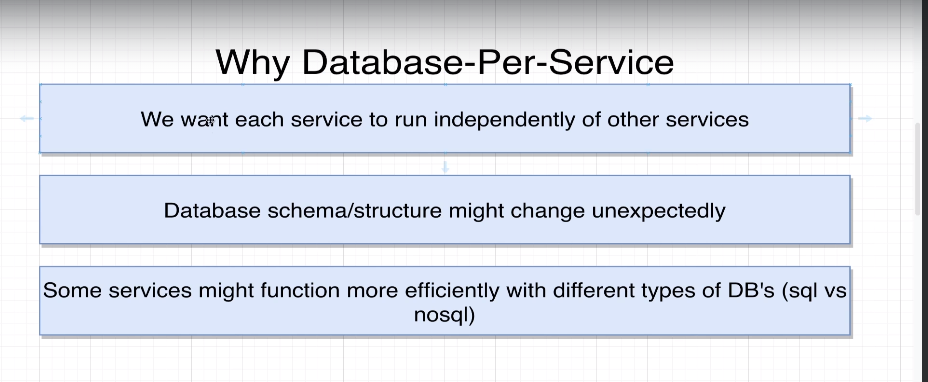 Why Database-Per-Service
We want each service to run independently of other services
Database schema/structure might change unexpectedly
Some services might function more efficiently with different types of DB's (sql vs
nosql)